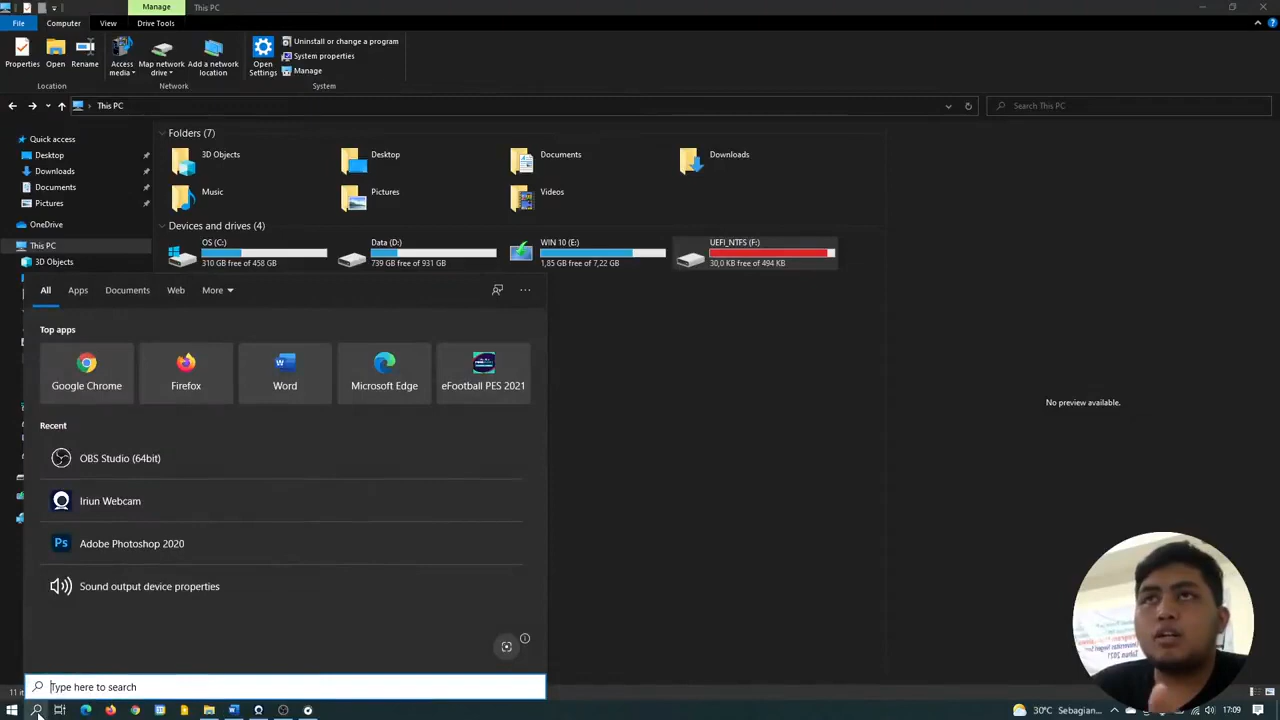 Manage
This PC
File
Computer
View
Drive Tools
Properties
Open
Rename
Access media
Map network drive
Add a network location
Open Settings
Uninstall or change a program
System properties
Manage
Location
Network
System
This PC
Search This PC
Quick access
Desktop
Downloads
Documents
Pictures
OneDrive
This PC
3D Objects
Folders (7)
3D Objects
Desktop
Documents
Downloads
Music
Pictures
Videos
Devices and drives (4)
OS (C:)
310 GB free of 458 GB
Data (D:)
739 GB free of 931 GB
WIN 10 (E:)
1,85 GB free of 7,22 GB
UEFI_NTFS (F:)
30,0 KB free of 494 KB
No preview available.
All
Apps
Documents
Web
More
Top apps
Google Chrome
Firefox
Word
Microsoft Edge
eFootball PES 2021
Recent
OBS Studio (64bit)
Iriun Webcam
Ps
Adobe Photoshop 2020
Sound output device properties
Type here to search
11
30°C Sebagian...
17:09